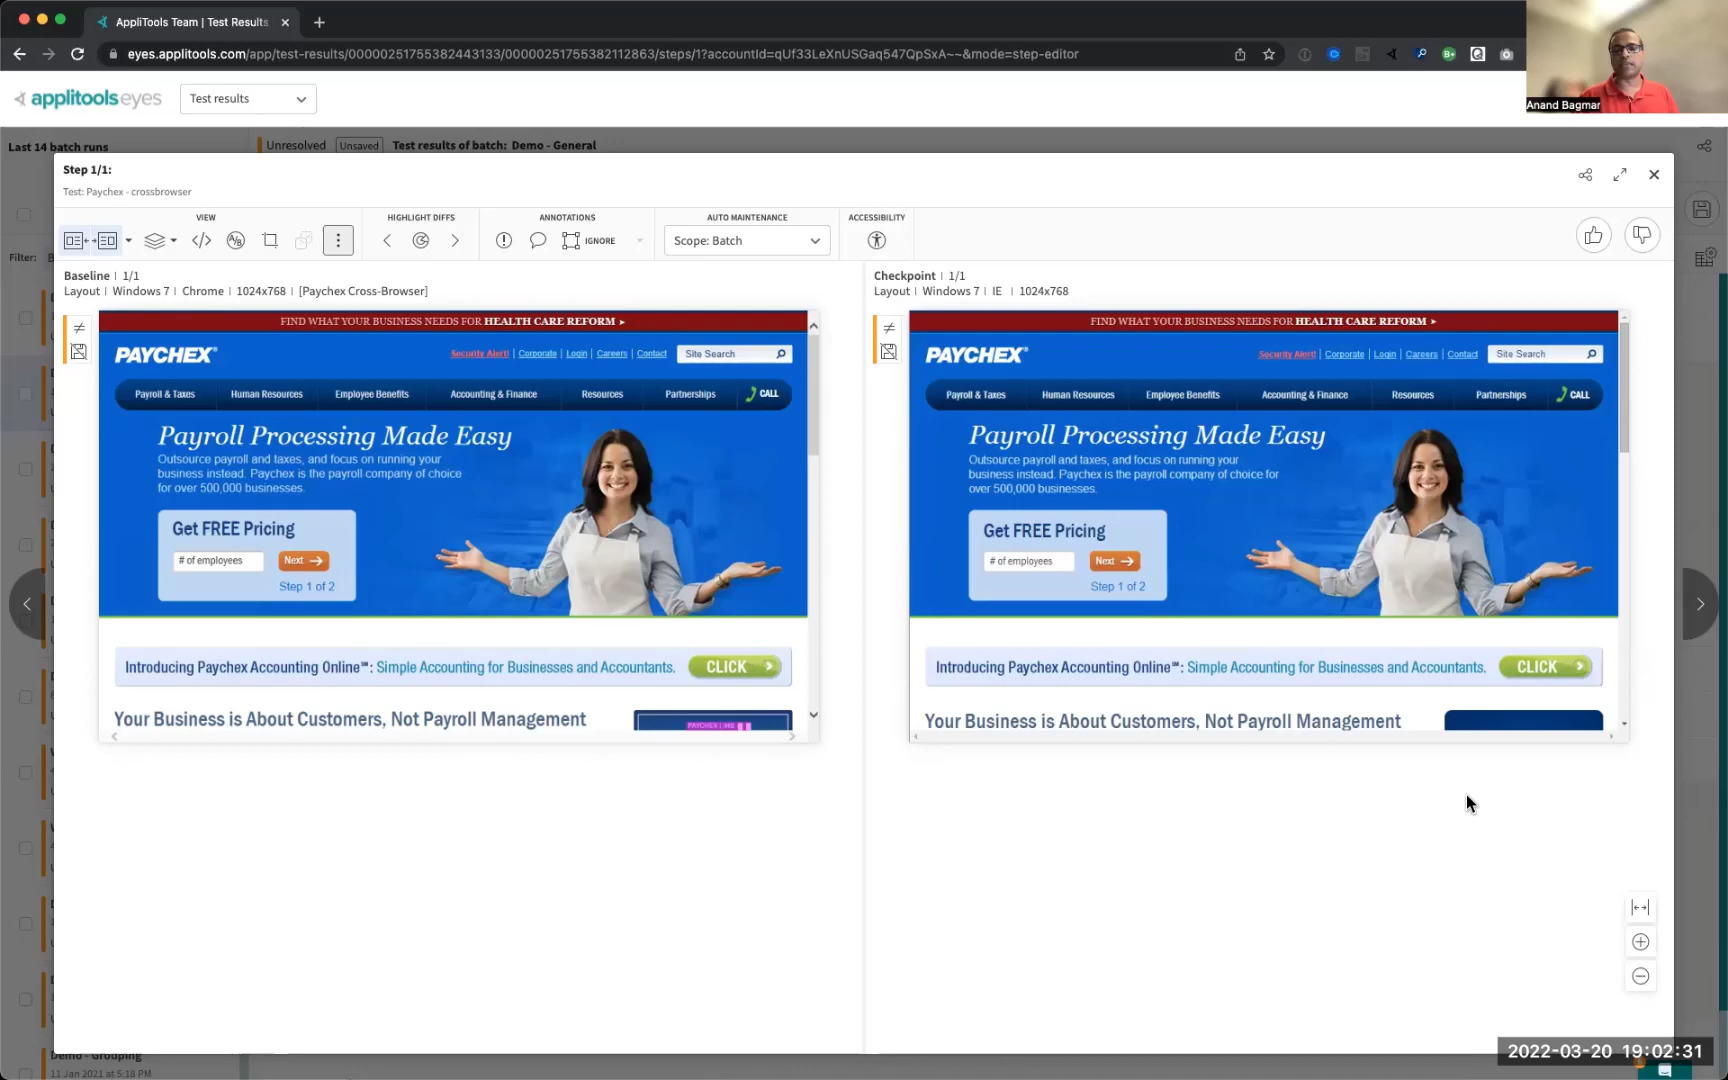 AppliTools Team | Test Results
eyes.applitools.com/app/test-results/00000251755382443133/00000251755382112863/steps/1?accountId=qUf33LeXnUSGaq547QpSxA~~&mode=step-editor
Anand Bagmar
applitools eyes
Test results
Last 14 batch runs
Unresolved Unsaved Test results of batch: Demo - General
Step 1/1:
Test: Paychex - crossbrowser
VIEW
HIGHLIGHT DIFFS
ANNOTATIONS
AUTO MAINTENANCE
ACCESSIBILITY
IGNORE
Scope: Batch
Filter:
Baseline | 1/1
Layout | Windows 7 | Chrome | 1024x768 | [Paychex Cross-Browser]
FIND WHAT YOUR BUSINESS NEEDS FOR HEALTH CARE REFORM ▸
PAYCHEX®
Security Alert! | Corporate | Login | Careers | Contact
Site Search
Payroll & Taxes Human Resources Employee Benefits Accounting & Finance Resources Partnerships CALL
Payroll Processing Made Easy
Outsource payroll and taxes, and focus on running your
business instead. Paychex is the payroll company of choice
for over 500,000 businesses.
Get FREE Pricing
# of employees Next
Step 1 of 2
Introducing Paychex Accounting Online℠: Simple Accounting for Businesses and Accountants. CLICK
Your Business is About Customers, Not Payroll Management
Checkpoint | 1/1
Layout | Windows 7 | IE | 1024x768
FIND WHAT YOUR BUSINESS NEEDS FOR HEALTH CARE REFORM ▸
PAYCHEX®
Security Alert! | Corporate | Login | Careers | Contact
Site Search
Payroll & Taxes Human Resources Employee Benefits Accounting & Finance Resources Partnerships CALL
Payroll Processing Made Easy
Outsource payroll and taxes, and focus on running your
business instead. Paychex is the payroll company of choice for
over 500,000 businesses.
Get FREE Pricing
# of employees Next
Step 1 of 2
Introducing Paychex Accounting Online℠: Simple Accounting for Businesses and Accountants. CLICK
Your Business is About Customers, Not Payroll Management
Demo - Grouping
11 Jan 2021 at 5:18 PM
2022-03-20 19:02:31